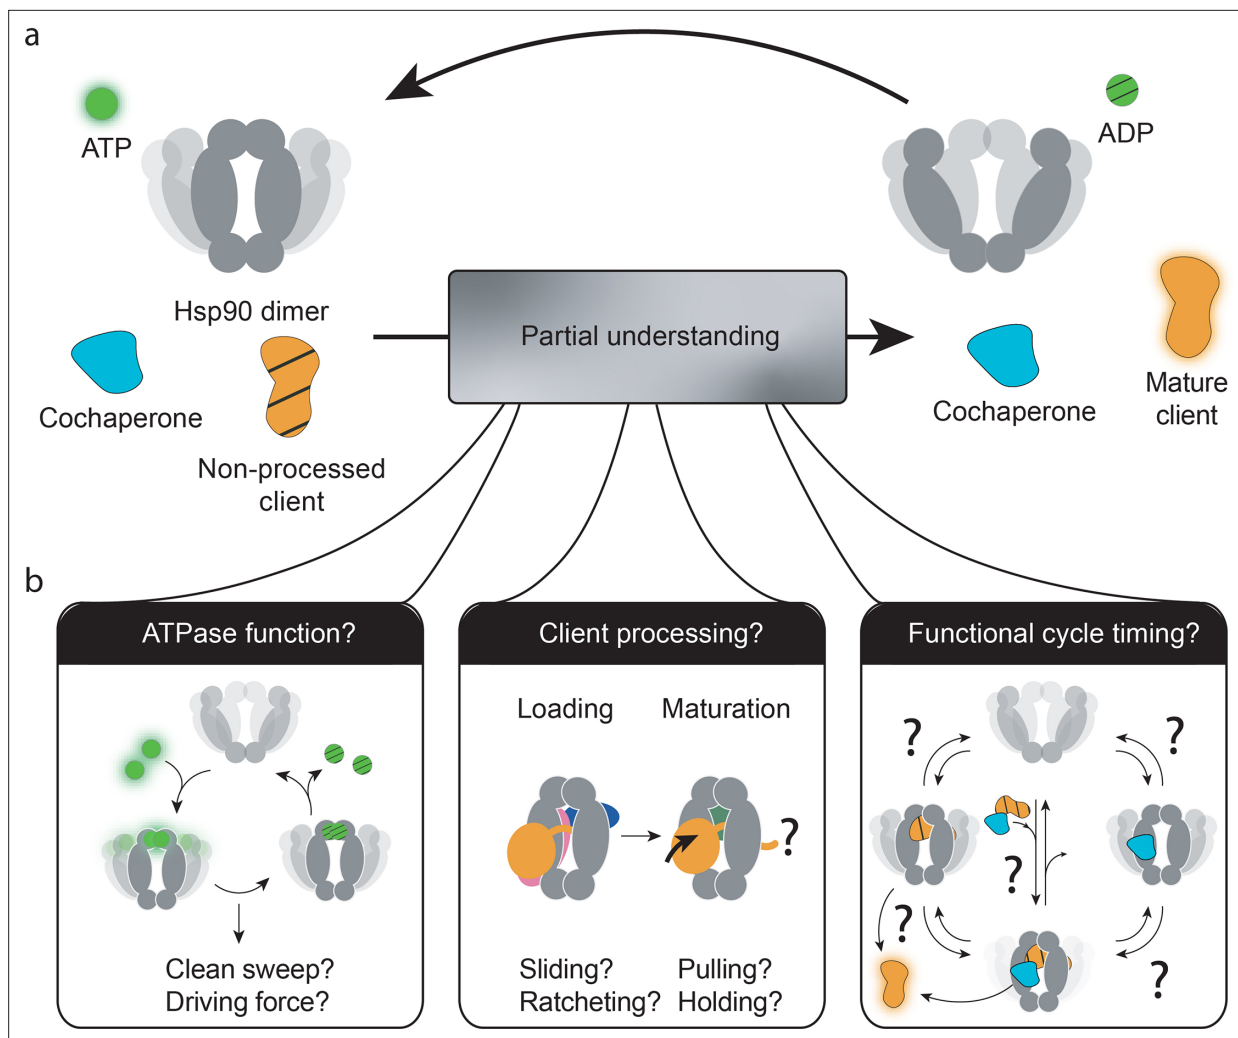 a
ATP
ADP
Hsp90 dimer
Partial understanding
Cochaperone
Non-processed
client
Cochaperone
Mature
client
b
ATPase function?
Clean sweep?
Driving force?
Client processing?
Loading
Maturation
?
Sliding?
Ratcheting?
Pulling?
Holding?
Functional cycle timing?
?
?
?
?
?